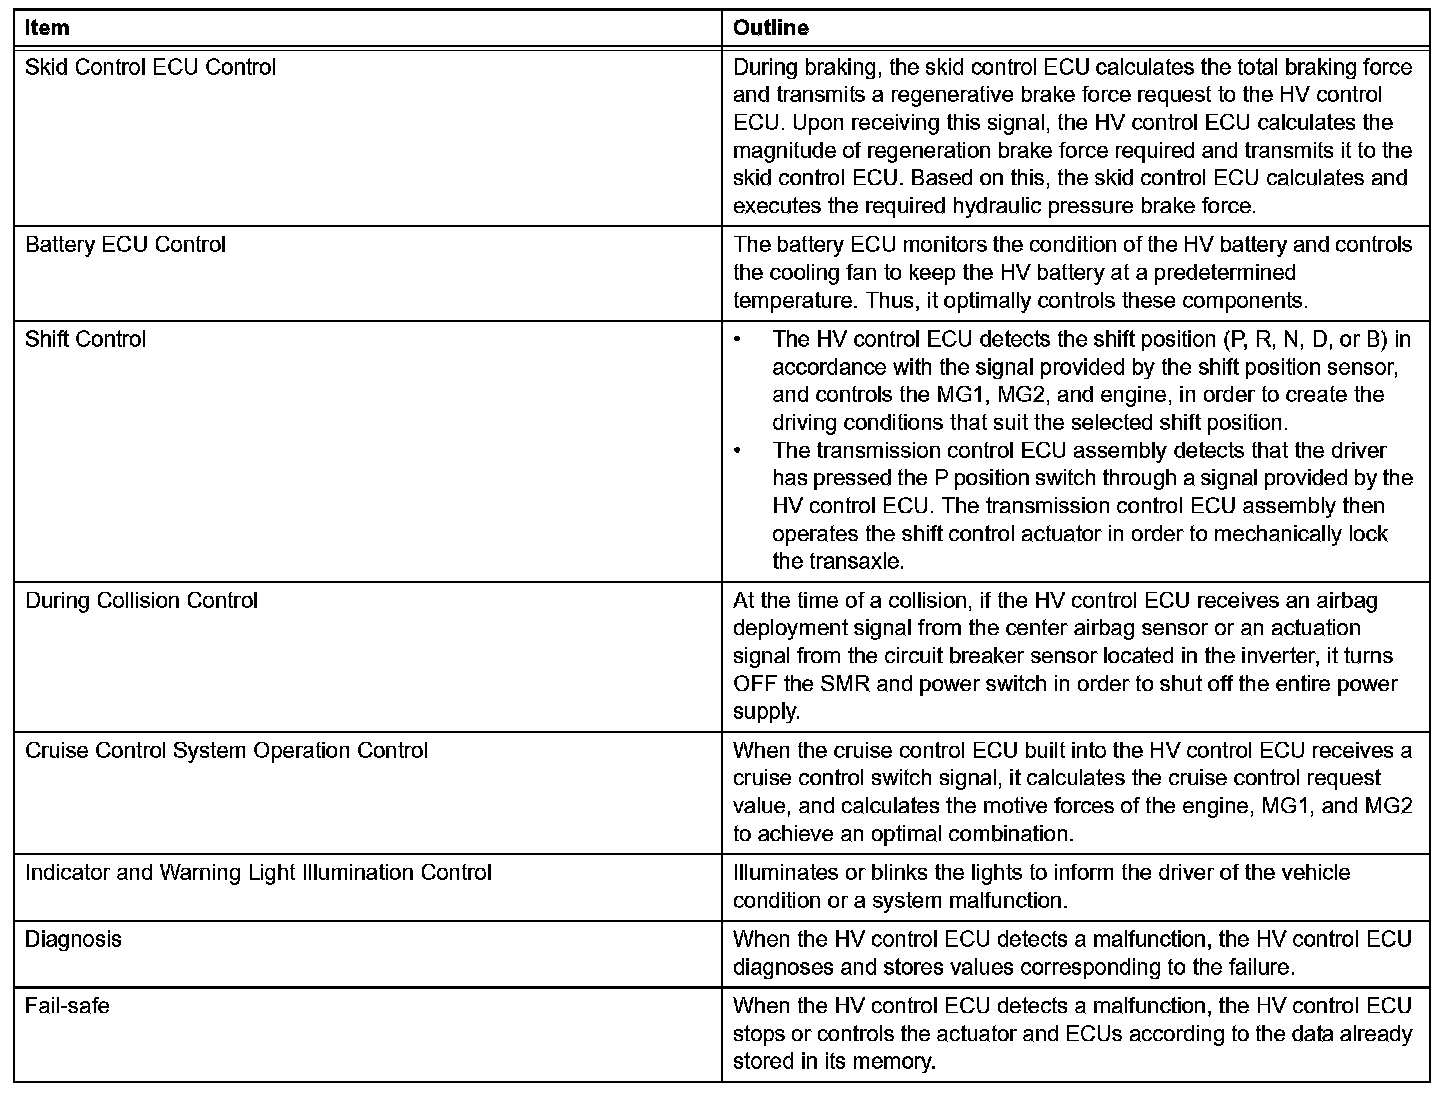 Item
Outline
Skid Control ECU Control
During braking, the skid control ECU calculates the total braking force
and transmits a regenerative brake force request to the HV control
ECU. Upon receiving this signal, the HV control ECU calculates the
magnitude of regeneration brake force required and transmits it to the
skid control ECU. Based on this, the skid control ECU calculates and
executes the required hydraulic pressure brake force.
Battery ECU Control
The battery ECU monitors the condition of the HV battery and controls
the cooling fan to keep the HV battery at a predetermined
temperature. Thus, it optimally controls these components.
Shift Control
• The HV control ECU detects the shift position (P, R, N, D, or B) in
accordance with the signal provided by the shift position sensor,
and controls the MG1, MG2, and engine, in order to create the
driving conditions that suit the selected shift position.
• The transmission control ECU assembly detects that the driver
has pressed the P position switch through a signal provided by the
HV control ECU. The transmission control ECU assembly then
operates the shift control actuator in order to mechanically lock
the transaxle.
During Collision Control
At the time of a collision, if the HV control ECU receives an airbag
deployment signal from the center airbag sensor or an actuation
signal from the circuit breaker sensor located in the inverter, it turns
OFF the SMR and power switch in order to shut off the entire power
supply.
Cruise Control System Operation Control
When the cruise control ECU built into the HV control ECU receives a
cruise control switch signal, it calculates the cruise control request
value, and calculates the motive forces of the engine, MG1, and MG2
to achieve an optimal combination.
Indicator and Warning Light Illumination Control
Illuminates or blinks the lights to inform the driver of the vehicle
condition or a system malfunction.
Diagnosis
When the HV control ECU detects a malfunction, the HV control ECU
diagnoses and stores values corresponding to the failure.
Fail-safe
When the HV control ECU detects a malfunction, the HV control ECU
stops or controls the actuator and ECUs according to the data already
stored in its memory.